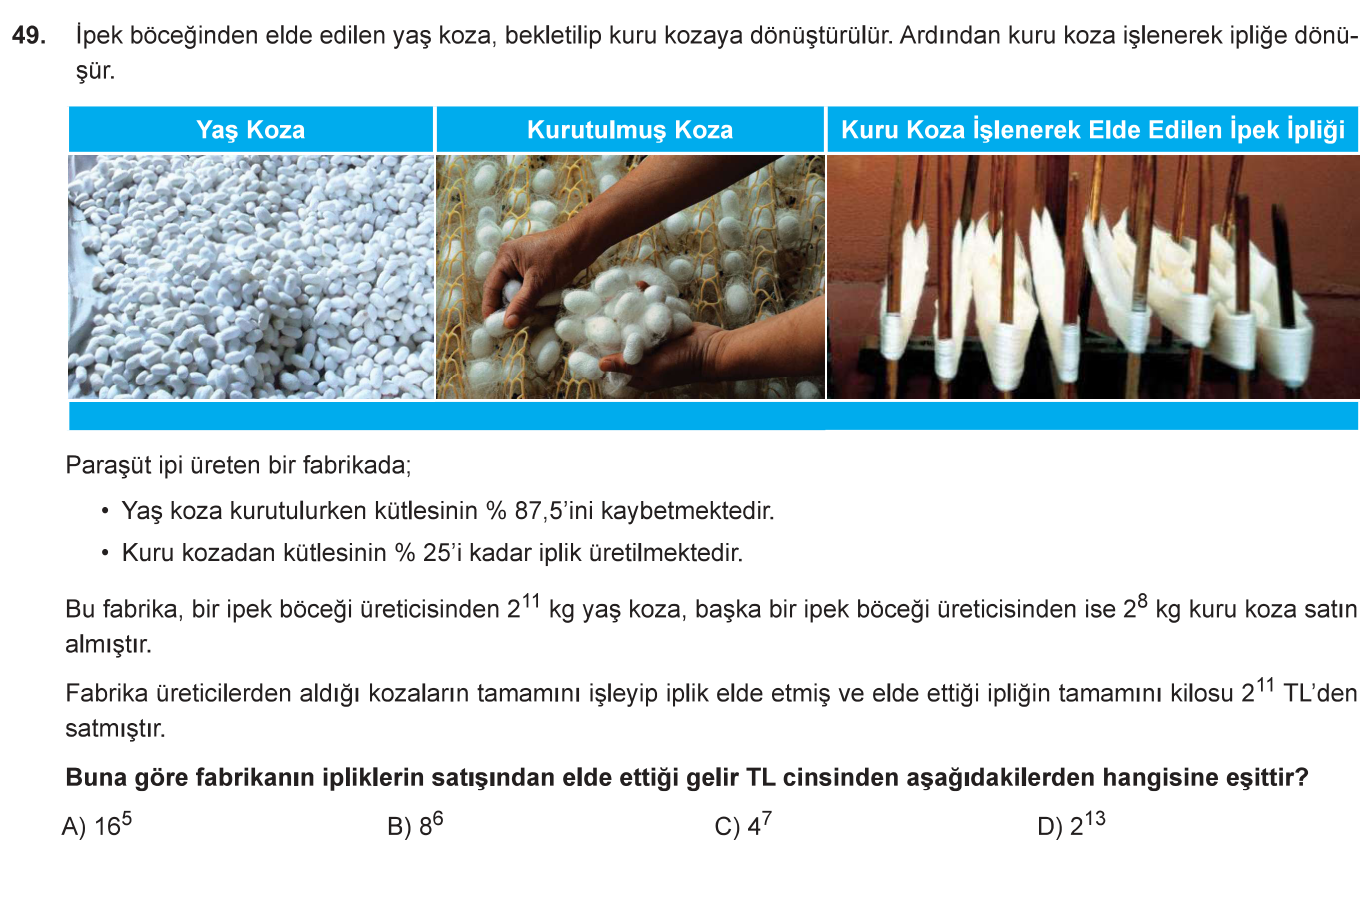 49. İpek böceğinden elde edilen yaş koza, bekletilip kuru kozaya dönüştürülür. Ardından kuru koza işlenerek ipliğe dönü-
şür.
Yaş Koza Kurutulmuş Koza Kuru Koza İşlenerek Elde Edilen İpek İpliği
Paraşüt ipi üreten bir fabrikada;
• Yaş koza kurutulurken kütlesinin % 87,5’ini kaybetmektedir.
• Kuru kozadan kütlesinin % 25’i kadar iplik üretilmektedir.
Bu fabrika, bir ipek böceği üreticisinden 2¹¹ kg yaş koza, başka bir ipek böceği üreticisinden ise 2⁸ kg kuru koza satın
almıştır.
Fabrika üreticilerden aldığı kozaların tamamını işleyip iplik elde etmiş ve elde ettiği ipliğin tamamını kilosu 2¹¹ TL’den
satmıştır.
Buna göre fabrikanın ipliklerin satışından elde ettiği gelir TL cinsinden aşağıdakilerden hangisine eşittir?
A) 16⁵ B) 8⁶ C) 4⁷ D) 2¹³